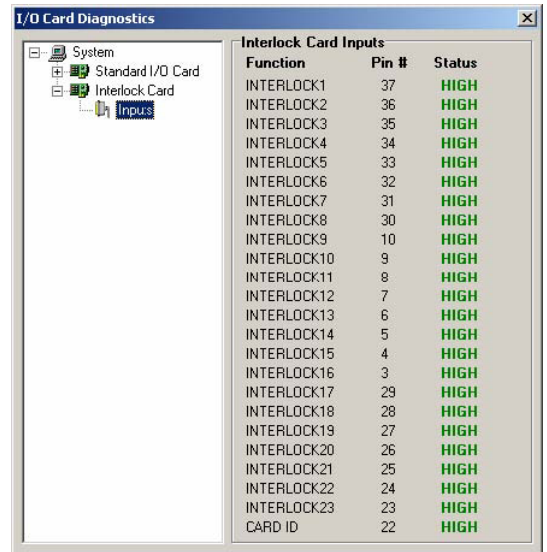 I/O Card Diagnostics
System
Standard I/O Card
Interlock Card
Inputs
Interlock Card Inputs
Function Pin # Status
INTERLOCK1 37 HIGH
INTERLOCK2 36 HIGH
INTERLOCK3 35 HIGH
INTERLOCK4 34 HIGH
INTERLOCK5 33 HIGH
INTERLOCK6 32 HIGH
INTERLOCK7 31 HIGH
INTERLOCK8 30 HIGH
INTERLOCK9 10 HIGH
INTERLOCK10 9 HIGH
INTERLOCK11 8 HIGH
INTERLOCK12 7 HIGH
INTERLOCK13 6 HIGH
INTERLOCK14 5 HIGH
INTERLOCK15 4 HIGH
INTERLOCK16 3 HIGH
INTERLOCK17 29 HIGH
INTERLOCK18 28 HIGH
INTERLOCK19 27 HIGH
INTERLOCK20 26 HIGH
INTERLOCK21 25 HIGH
INTERLOCK22 24 HIGH
INTERLOCK23 23 HIGH
CARD ID 22 HIGH